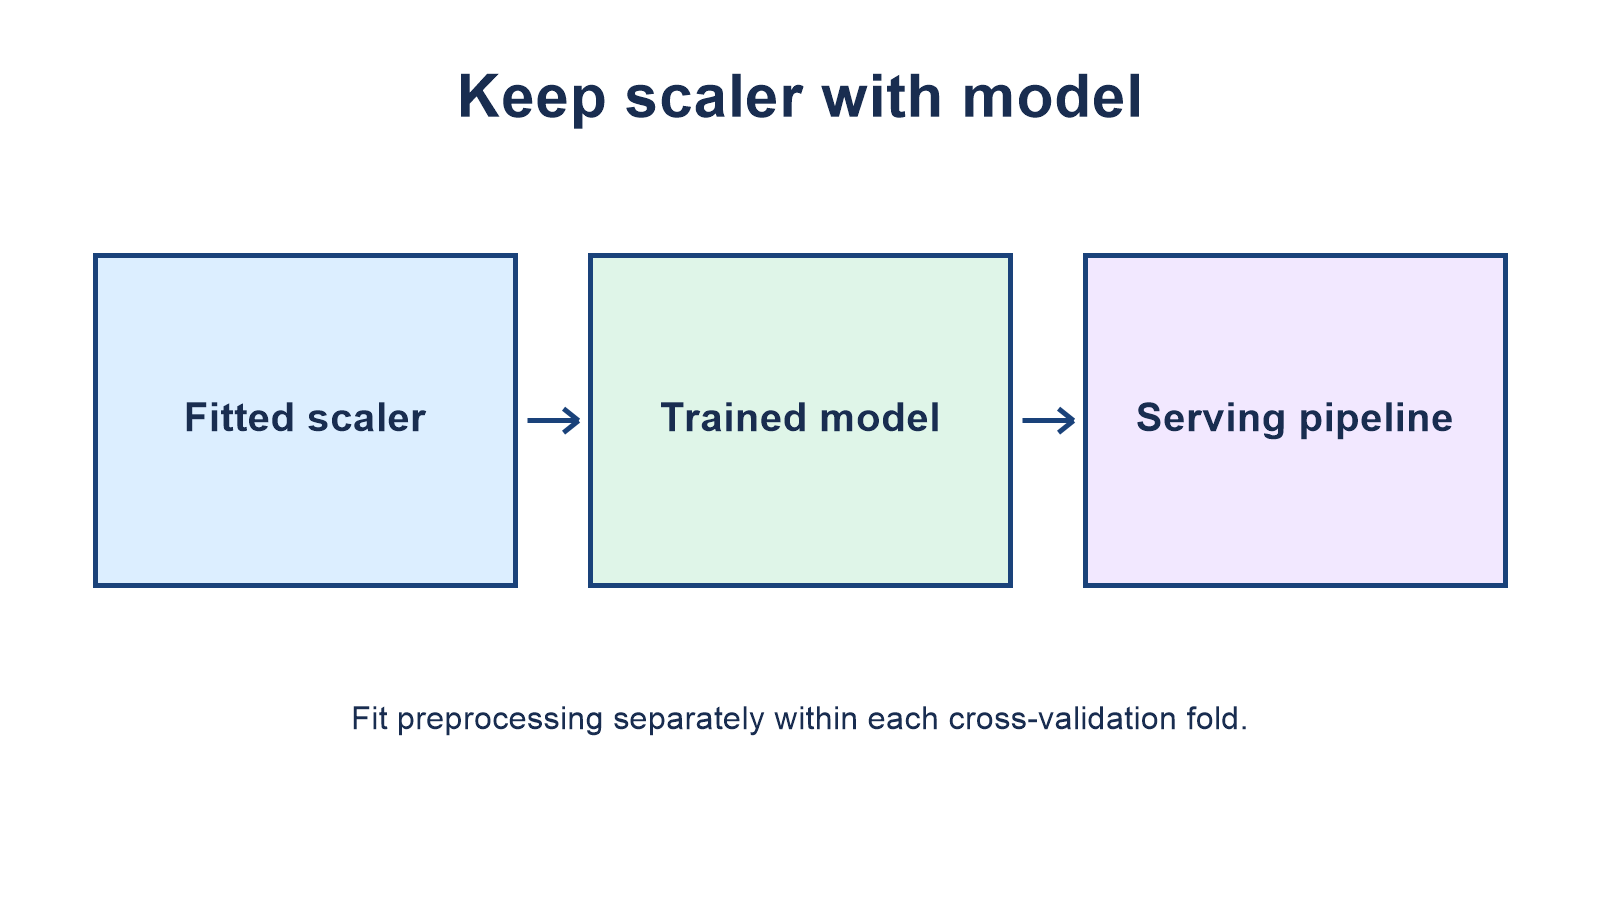 Keep scaler with model
Fitted scaler
Trained model
Serving pipeline
Fit preprocessing separately within each cross-validation fold.